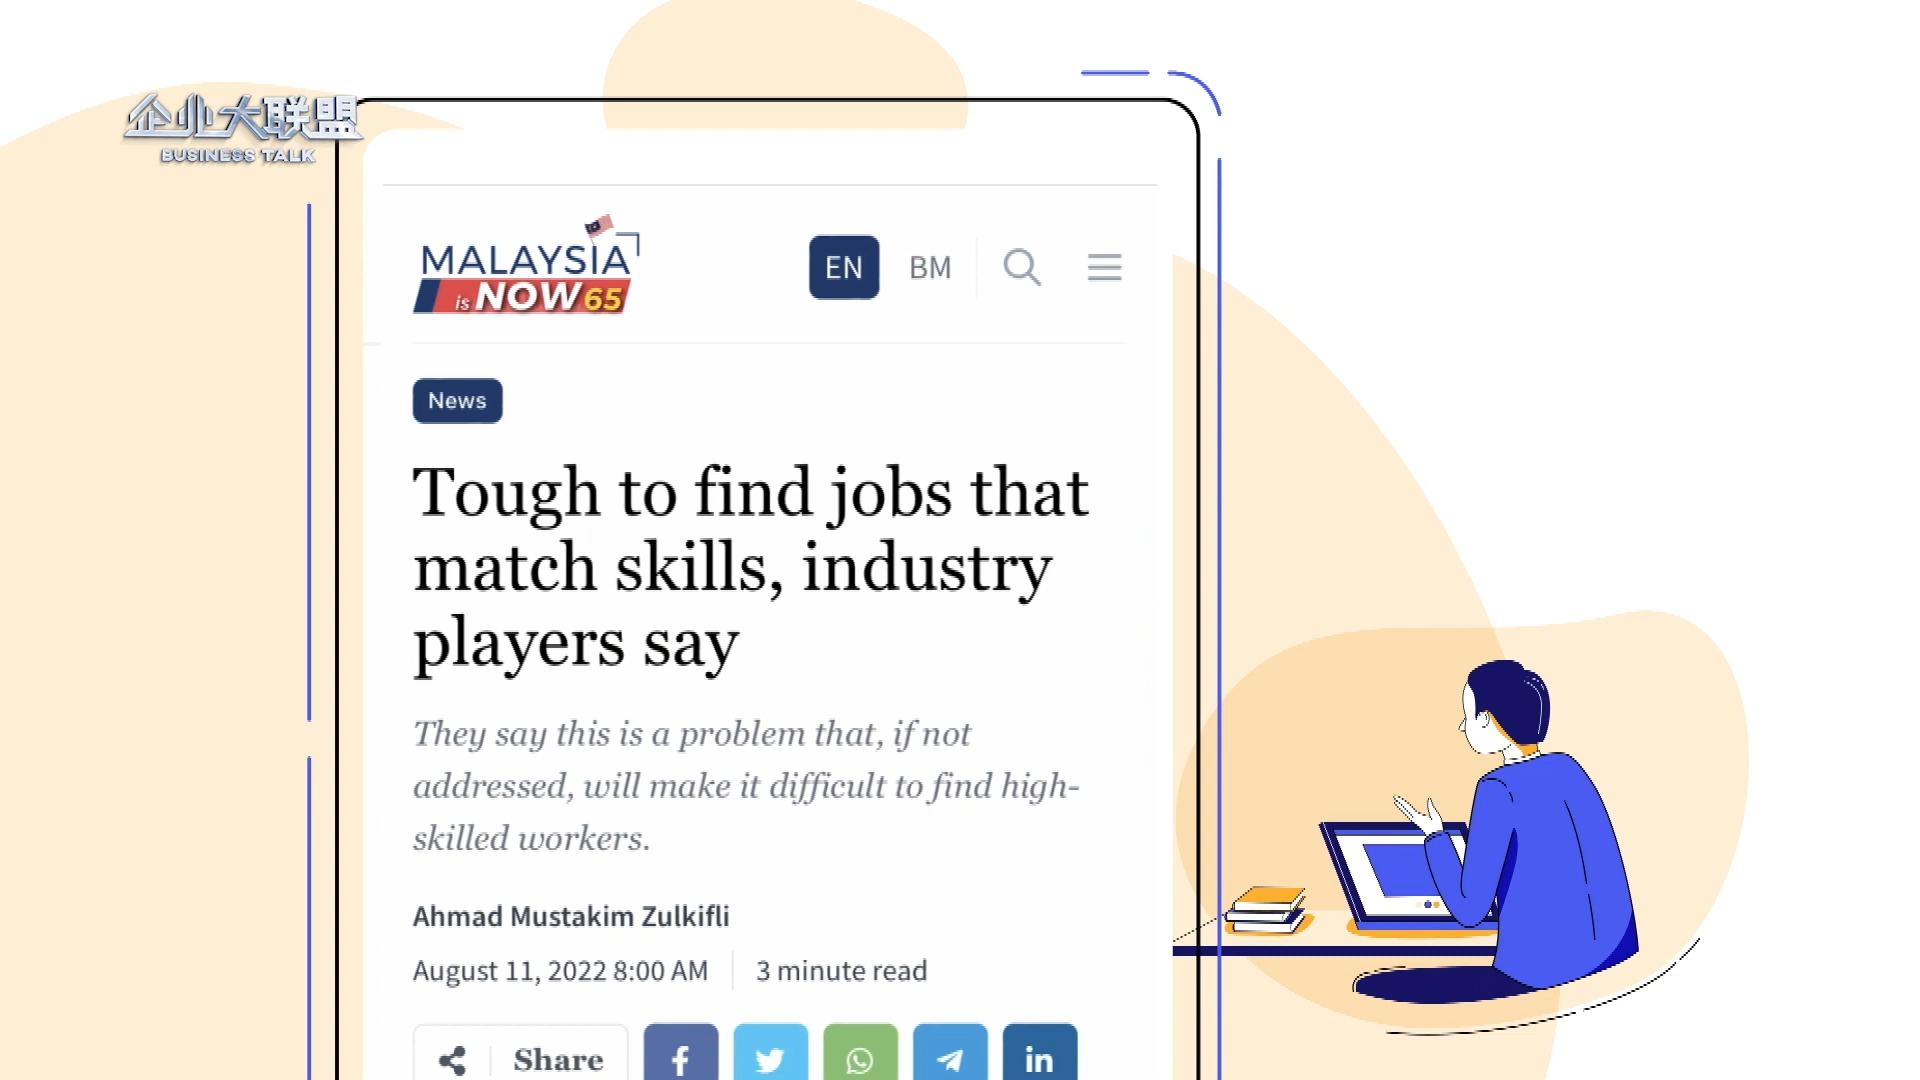 企业大联盟
BUSINESS TALK
MALAYSIA
is NOW 65
EN
BM
News
Tough to find jobs that
match skills, industry
players say
They say this is a problem that, if not
addressed, will make it difficult to find high-
skilled workers.
Ahmad Mustakim Zulkifli
August 11, 2022 8:00 AM
3 minute read
Share